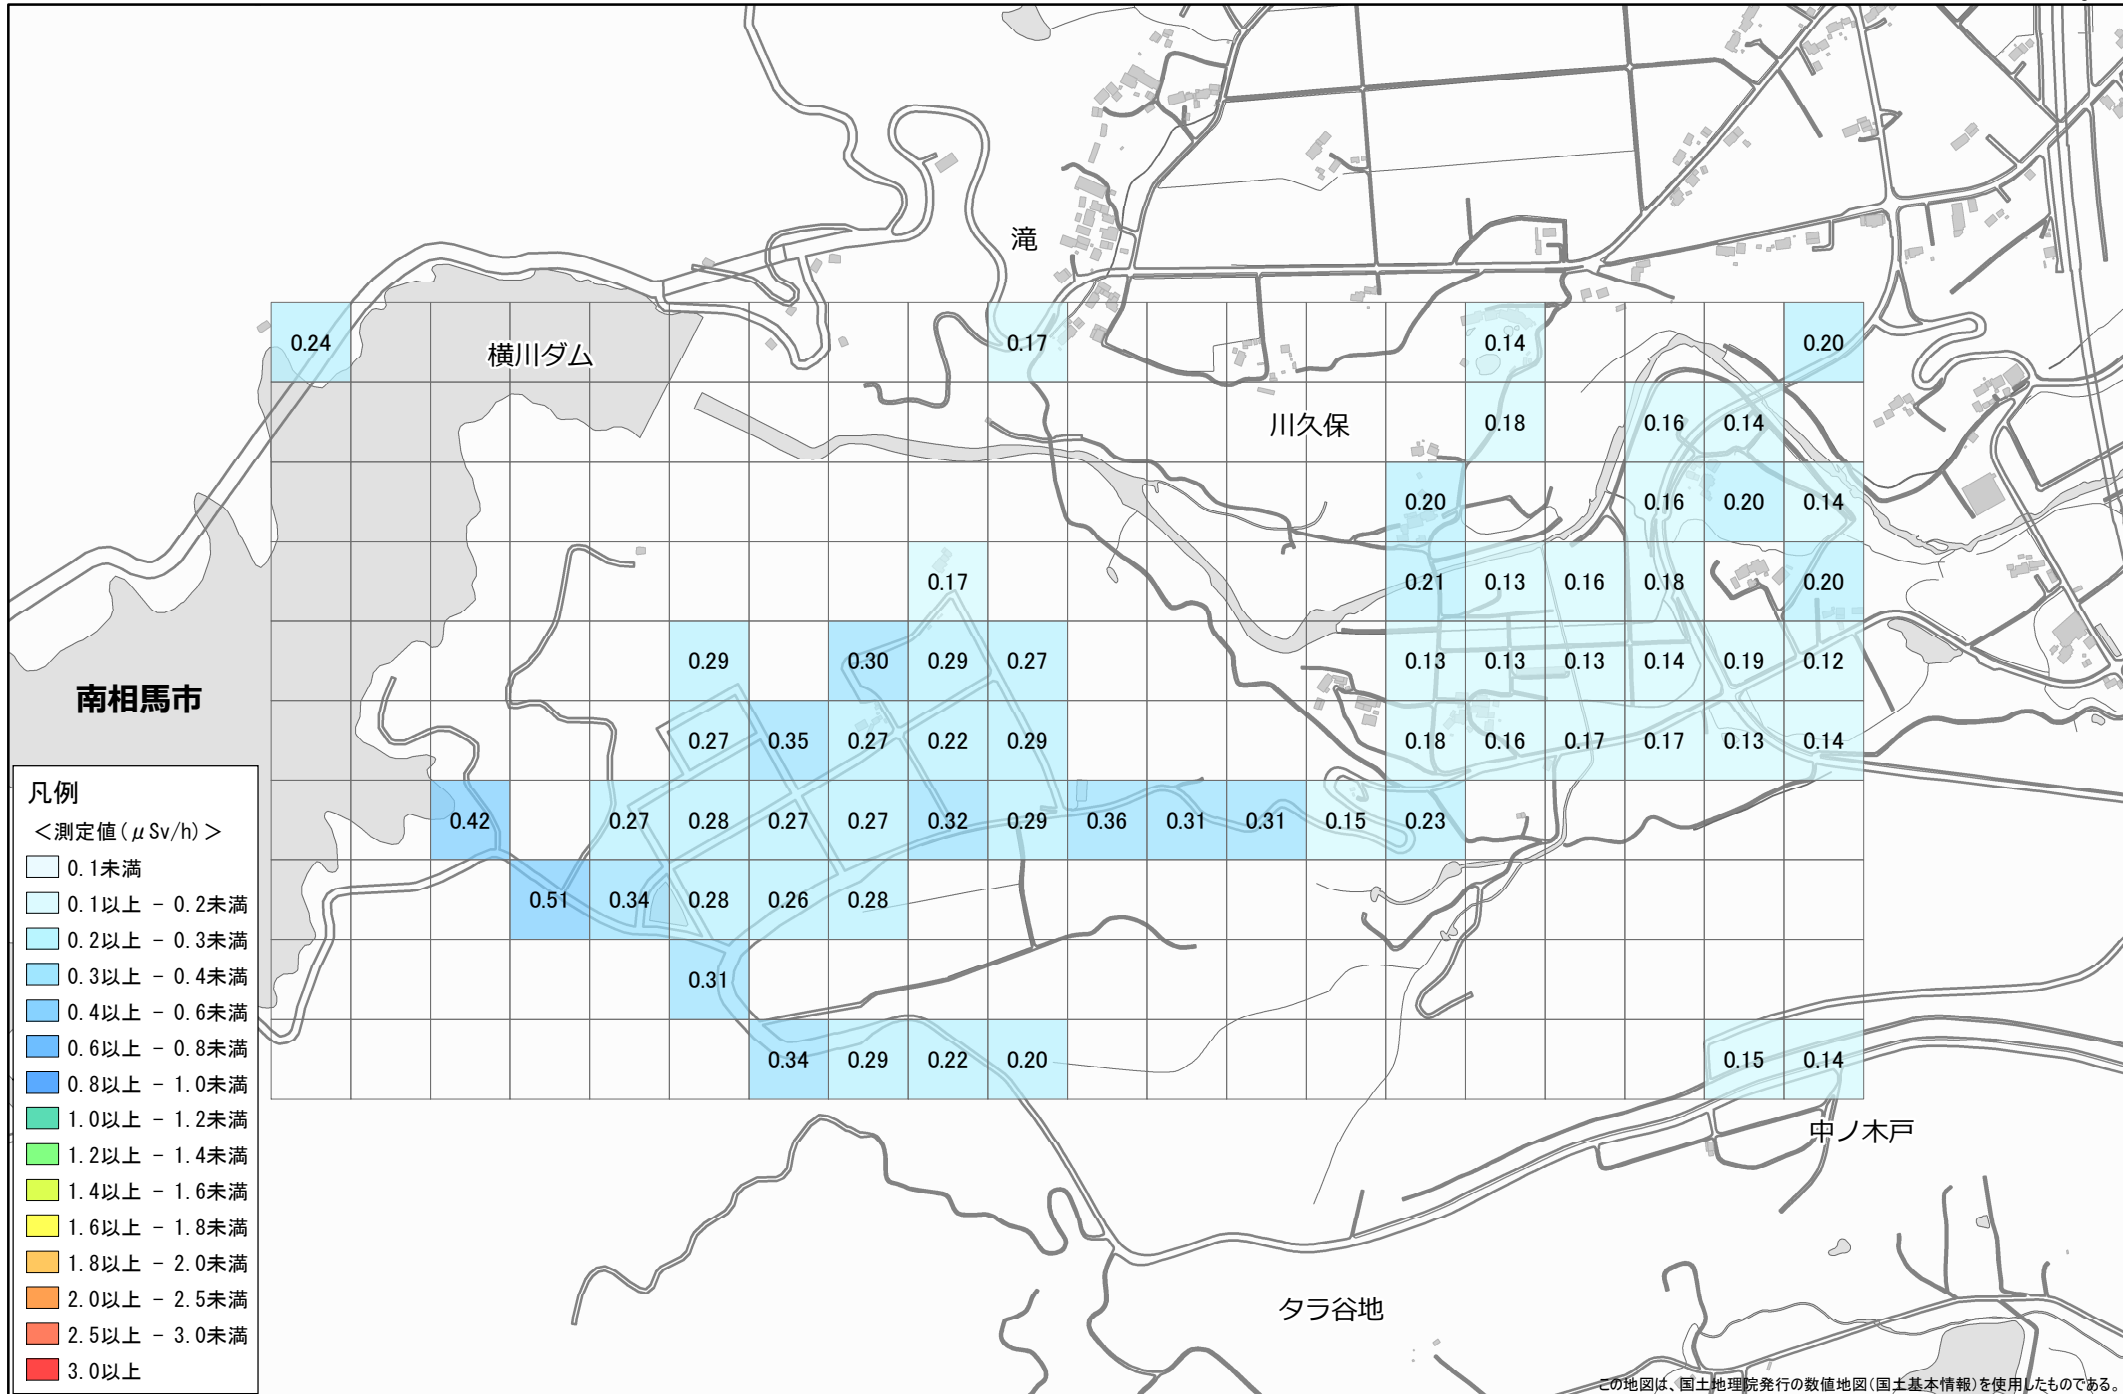 滝
0.24
横川ダム
0.17
0.14
0.20
川久保
0.18
0.16
0.14
0.20
0.16
0.20
0.14
0.17
0.21
0.13
0.16
0.18
0.20
0.29
0.30
0.29
0.27
0.13
0.13
0.13
0.14
0.19
0.12
南相馬市
0.27
0.35
0.27
0.22
0.29
0.18
0.16
0.17
0.17
0.13
0.14
0.42
0.27
0.28
0.27
0.27
0.32
0.29
0.36
0.31
0.31
0.15
0.23
0.51
0.34
0.28
0.26
0.28
0.31
0.34
0.29
0.22
0.20
0.15
0.14
中ノ木戸
タラ谷地
凡例
＜測定値(μSv/h)＞
0.1未満
0.1以上 － 0.2未満
0.2以上 － 0.3未満
0.3以上 － 0.4未満
0.4以上 － 0.6未満
0.6以上 － 0.8未満
0.8以上 － 1.0未満
1.0以上 － 1.2未満
1.2以上 － 1.4未満
1.4以上 － 1.6未満
1.6以上 － 1.8未満
1.8以上 － 2.0未満
2.0以上 － 2.5未満
2.5以上 － 3.0未満
3.0以上
この地図は、国土地理院発行の数値地図(国土基本情報)を使用したものである。